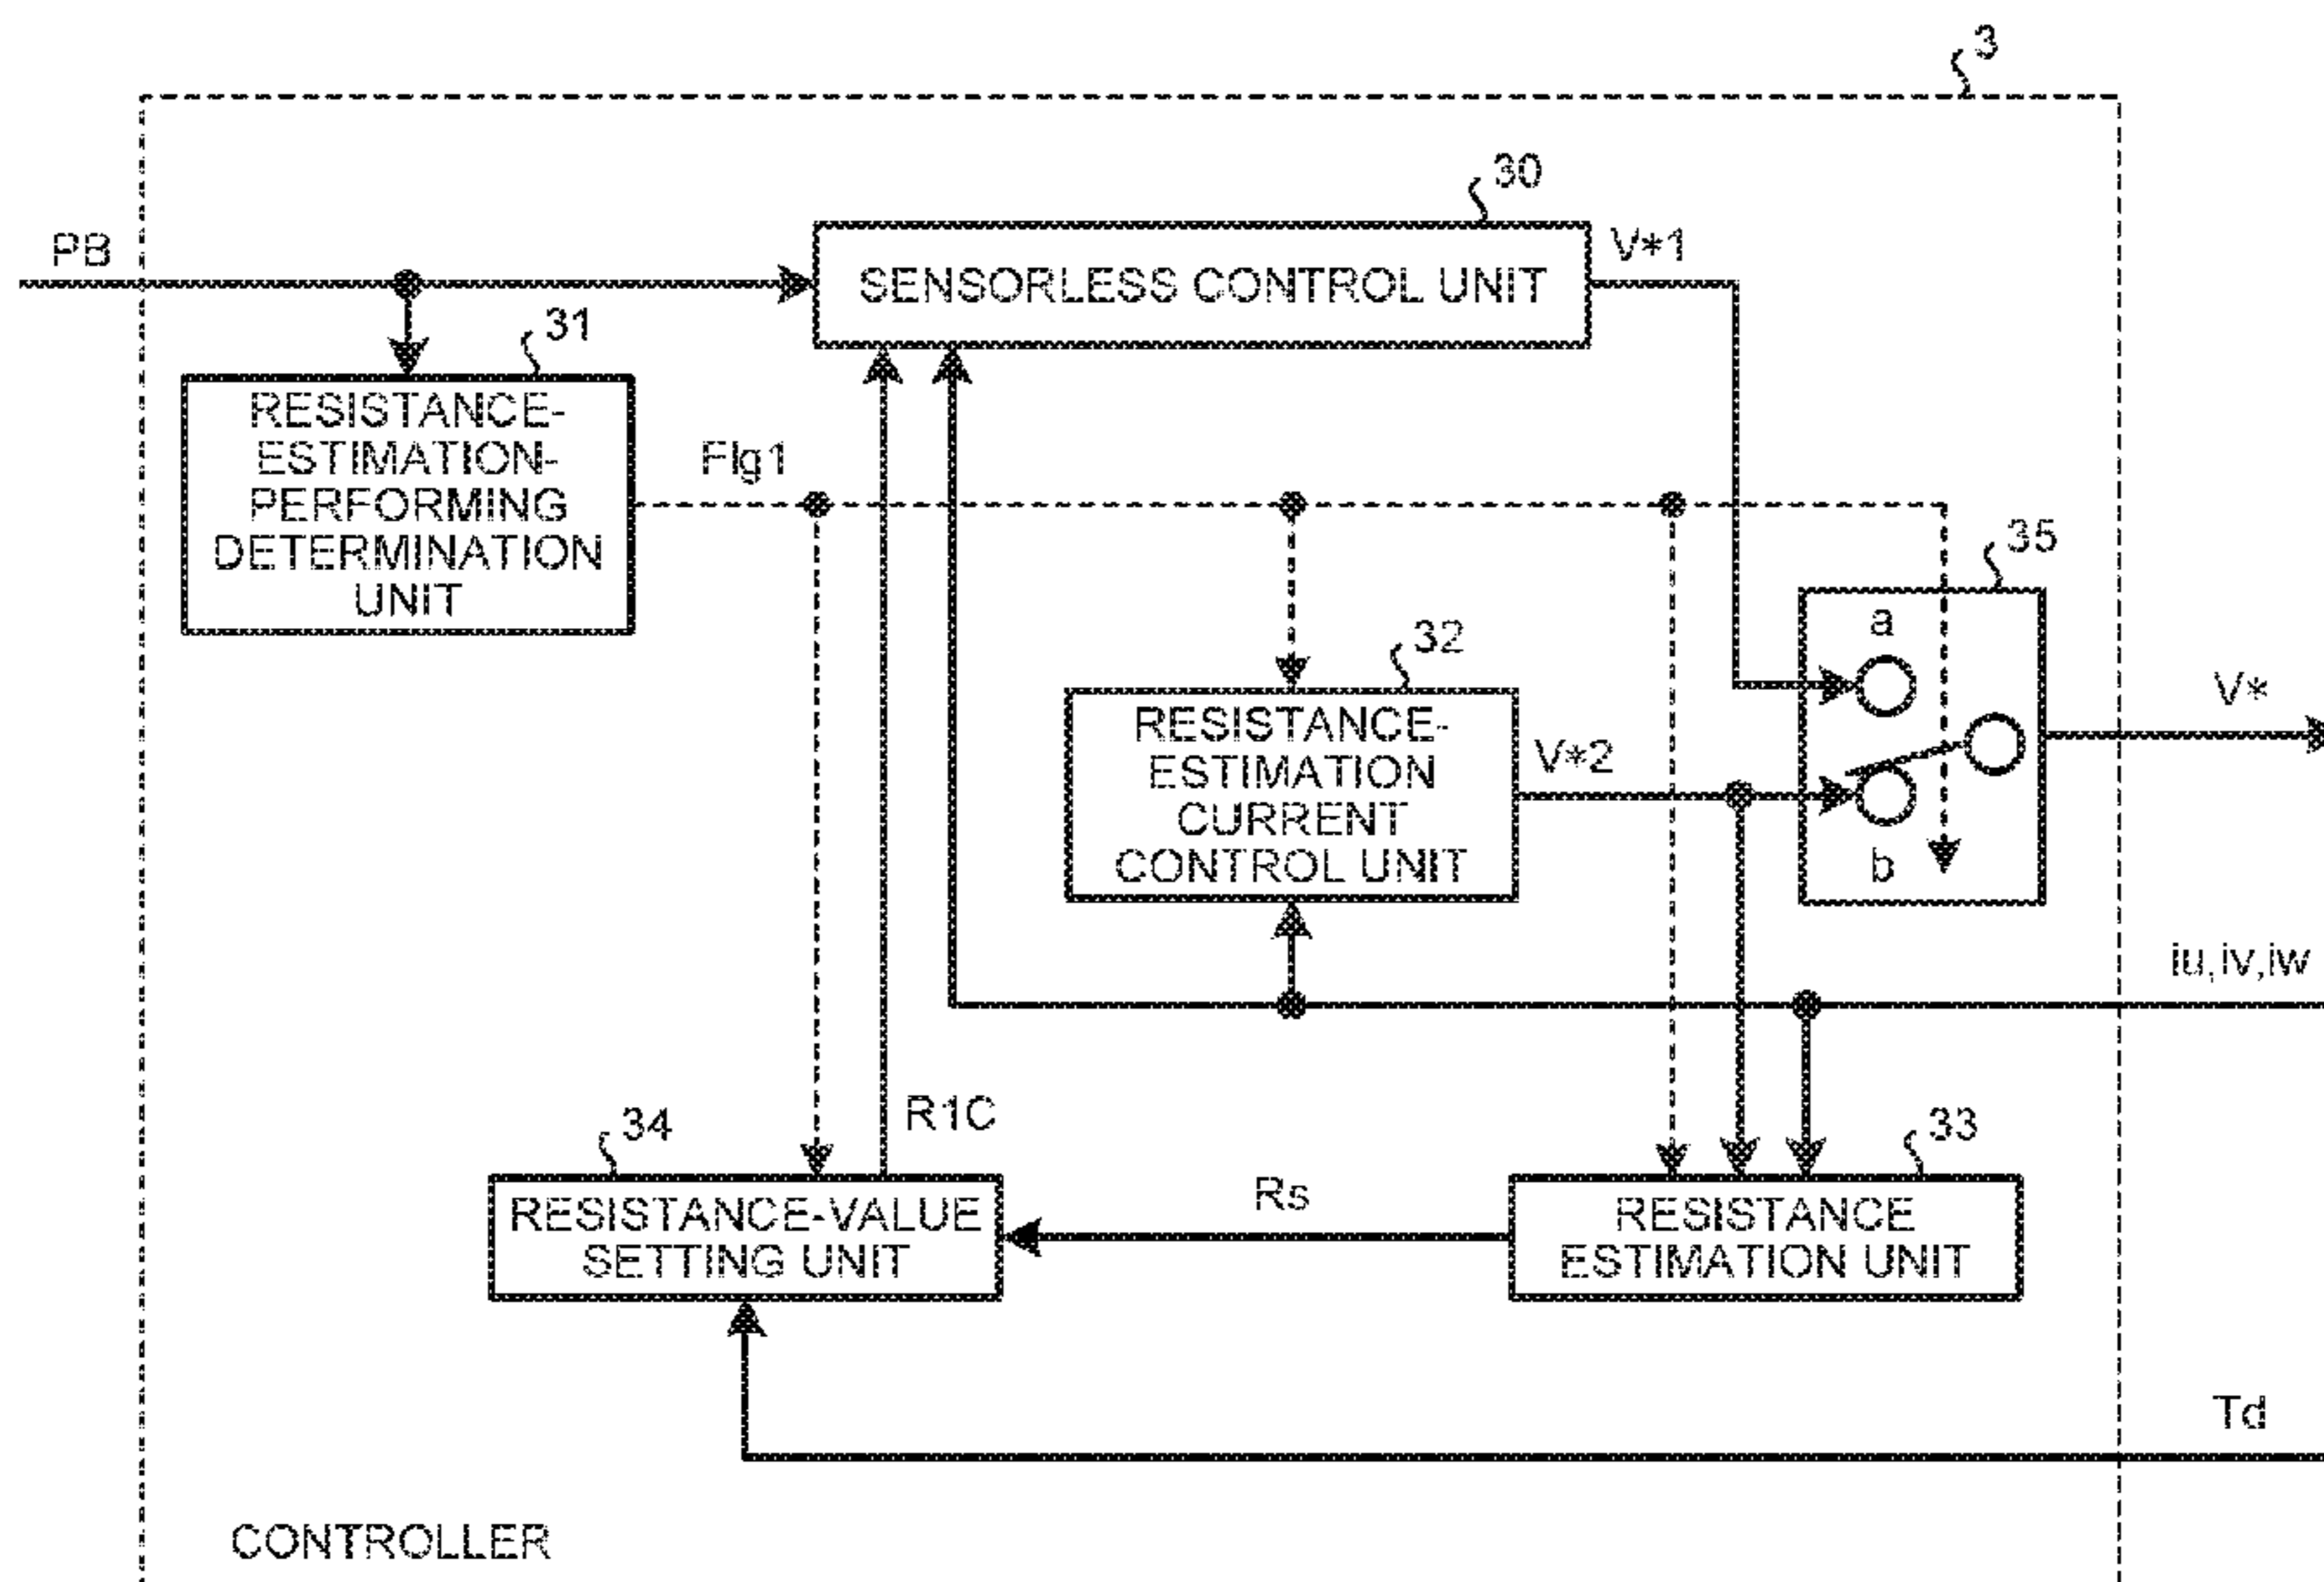 3
30
PB
V*1
SENSORLESS CONTROL UNIT
31
RESISTANCE-
ESTIMATION-
PERFORMING
DETERMINATION
UNIT
Flg1
35
a
32
RESISTANCE-
ESTIMATION
CURRENT
CONTROL UNIT
V*2
V*
b
iu,iv,iw
R1C
34
33
RESISTANCE-VALUE
SETTING UNIT
Rs
RESISTANCE
ESTIMATION UNIT
Td
CONTROLLER